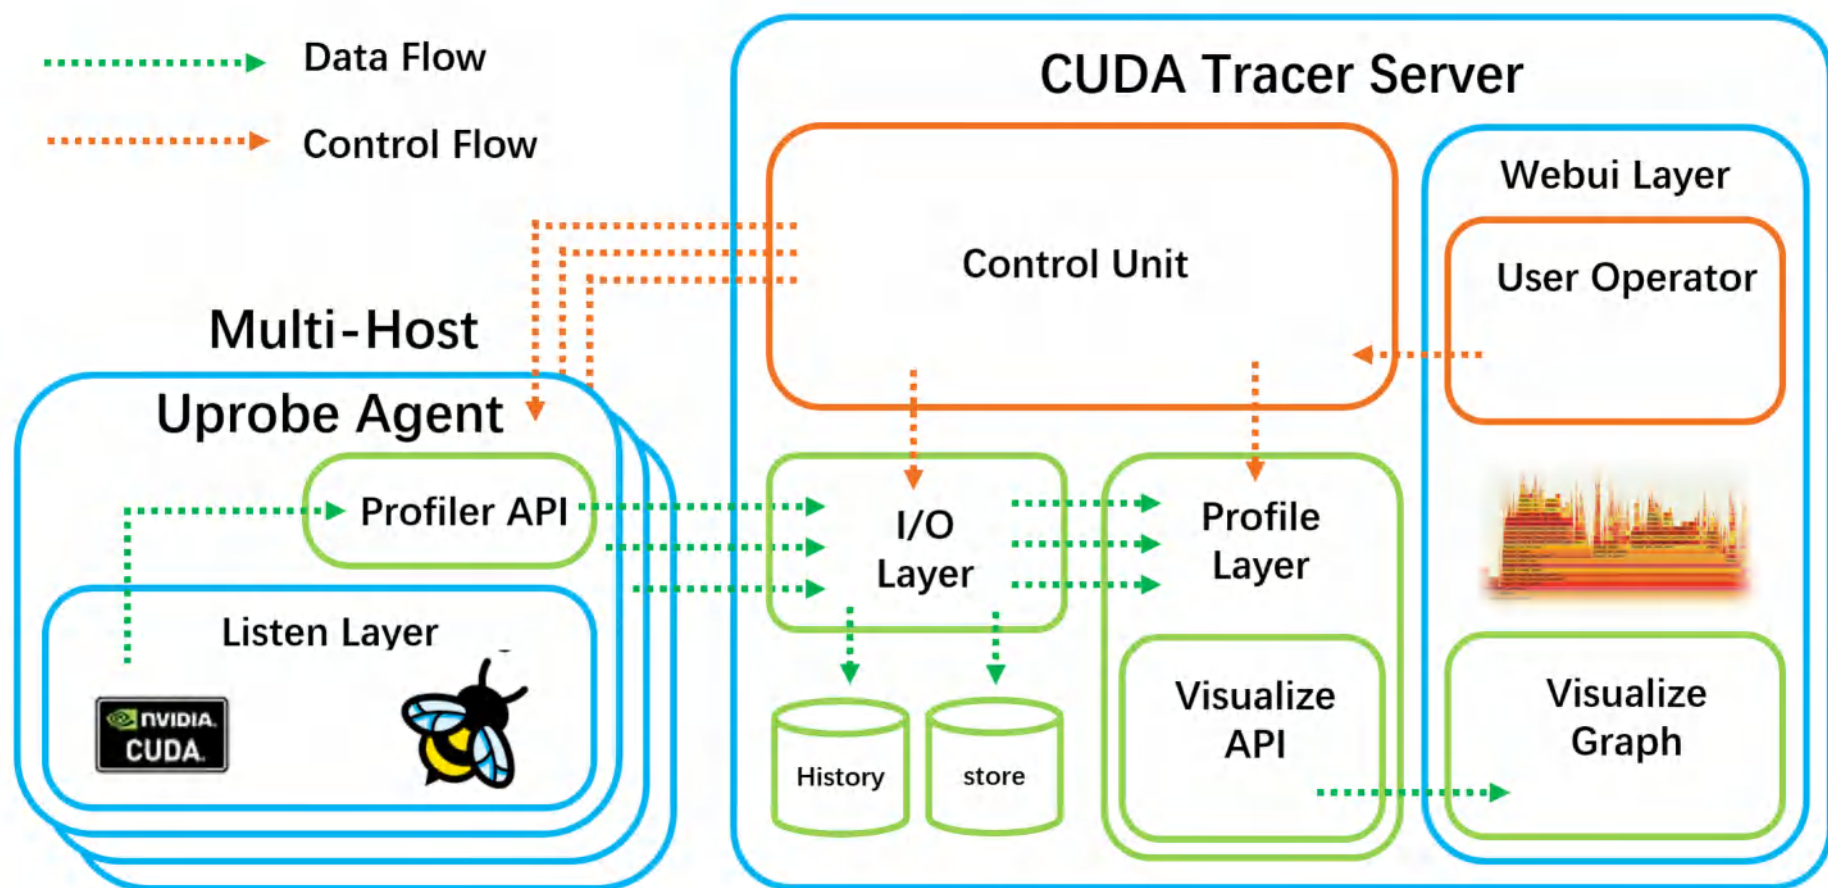 Data Flow
Control Flow
CUDA Tracer Server
Webui Layer
Control Unit
User Operator
Multi-Host
Uprobe Agent
Profiler API
I/O
Layer
Profile
Layer
Listen Layer
NVIDIA.
CUDA.
History
store
Visualize
API
Visualize
Graph